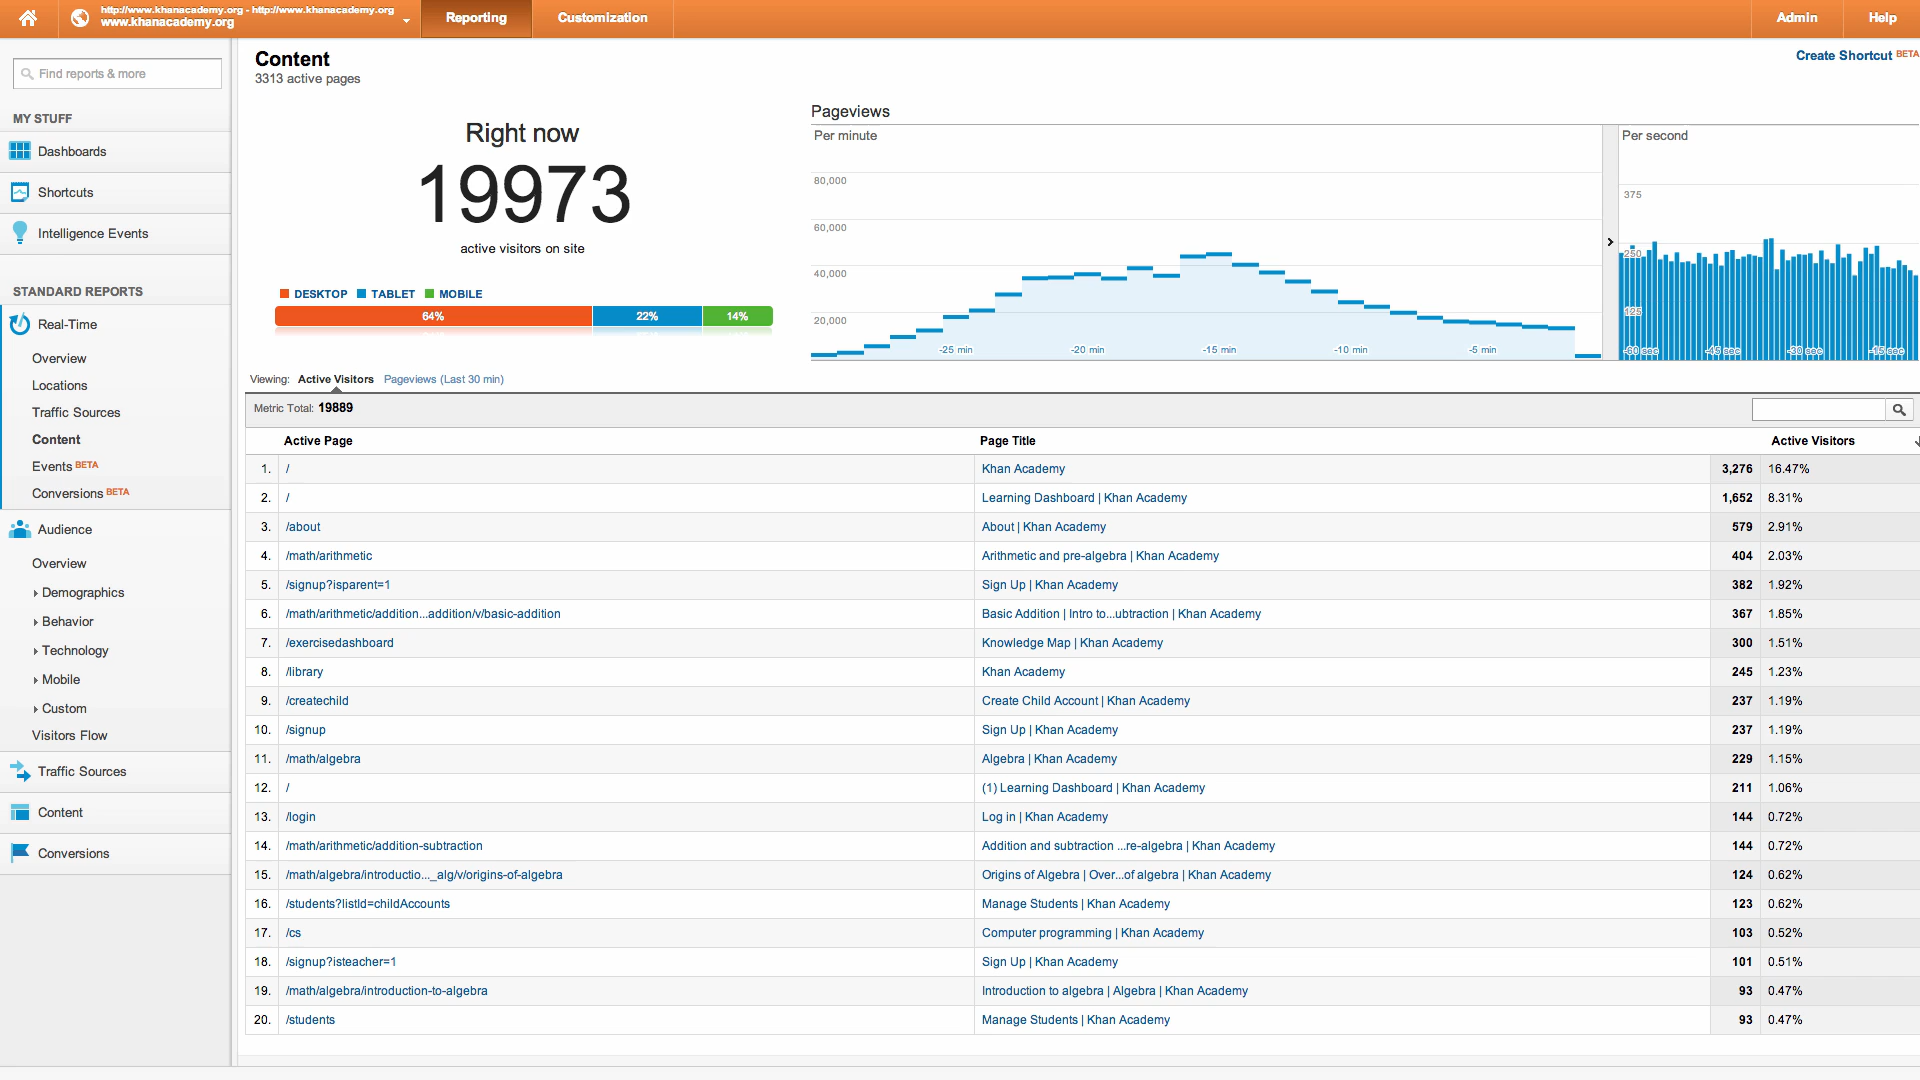 http://www.khanacademy.org - http://www.khanacademy.org
www.khanacademy.org
Reporting
Customization
Admin
Help
Find reports & more
MY STUFF
Dashboards
Shortcuts
Intelligence Events
STANDARD REPORTS
Real-Time
Overview
Locations
Traffic Sources
Content
Events BETA
Conversions BETA
Audience
Overview
Demographics
Behavior
Technology
Mobile
Custom
Visitors Flow
Traffic Sources
Content
Conversions
Content
3313 active pages
Create Shortcut BETA
Right now
19973
active visitors on site
DESKTOP TABLET MOBILE
64% 22% 14%
Pageviews
Per minute
80,000
60,000
40,000
20,000
-25 min -20 min -15 min -10 min -5 min
Per second
375
250
125
-60 sec -45 sec -30 sec -15 sec
Viewing: Active Visitors Pageviews (Last 30 min)
Metric Total: 19889
Active Page Page Title Active Visitors
1. / Khan Academy 3,276 16.47%
2. / Learning Dashboard | Khan Academy 1,652 8.31%
3. /about About | Khan Academy 579 2.91%
4. /math/arithmetic Arithmetic and pre-algebra | Khan Academy 404 2.03%
5. /signup?isparent=1 Sign Up | Khan Academy 382 1.92%
6. /math/arithmetic/addition...addition/v/basic-addition Basic Addition | Intro to...ubtraction | Khan Academy 367 1.85%
7. /exercisedashboard Knowledge Map | Khan Academy 300 1.51%
8. /library Khan Academy 245 1.23%
9. /createchild Create Child Account | Khan Academy 237 1.19%
10. /signup Sign Up | Khan Academy 237 1.19%
11. /math/algebra Algebra | Khan Academy 229 1.15%
12. / (1) Learning Dashboard | Khan Academy 211 1.06%
13. /login Log in | Khan Academy 144 0.72%
14. /math/arithmetic/addition-subtraction Addition and subtraction ...re-algebra | Khan Academy 144 0.72%
15. /math/algebra/introductio..._alg/v/origins-of-algebra Origins of Algebra | Over...of algebra | Khan Academy 124 0.62%
16. /students?listId=childAccounts Manage Students | Khan Academy 123 0.62%
17. /cs Computer programming | Khan Academy 103 0.52%
18. /signup?isteacher=1 Sign Up | Khan Academy 101 0.51%
19. /math/algebra/introduction-to-algebra Introduction to algebra | Algebra | Khan Academy 93 0.47%
20. /students Manage Students | Khan Academy 93 0.47%